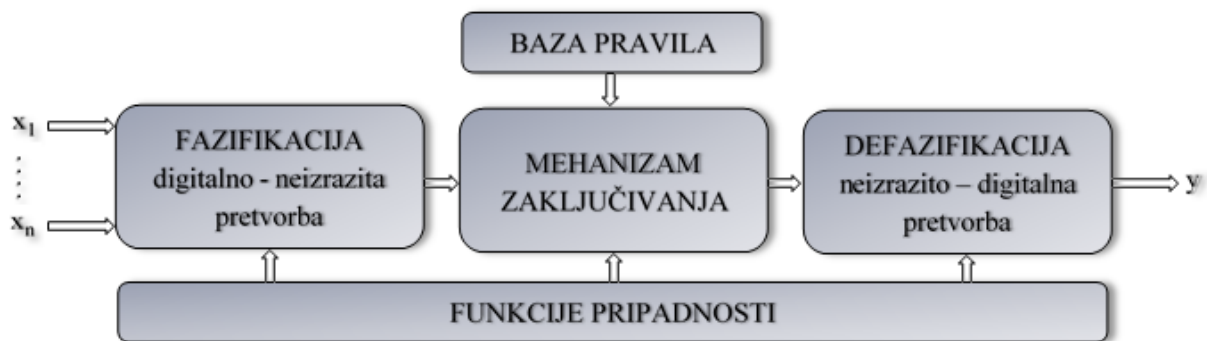 BAZA PRAVILA
x1
xn
FAZIFIKACIJA
digitalno - neizrazita
pretvorba
MEHANIZAM
ZAKLJUČIVANJA
DEFAZIFIKACIJA
neizrazito – digitalna
pretvorba
y
FUNKCIJE PRIPADNOSTI